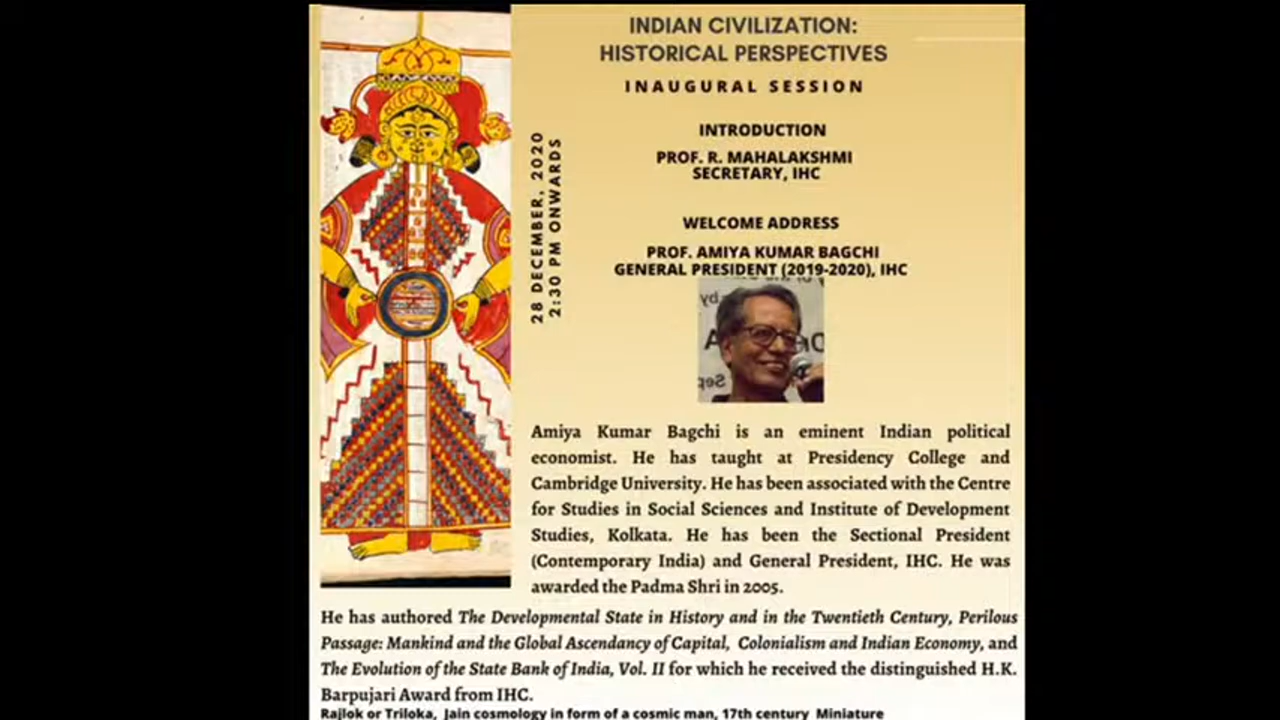 INDIAN CIVILIZATION:
HISTORICAL PERSPECTIVES
INAUGURAL SESSION
28 DECEMBER, 2020
2:30 PM ONWARDS
INTRODUCTION
PROF. R. MAHALAKSHMI
SECRETARY, IHC
WELCOME ADDRESS
PROF. AMIYA KUMAR BAGCHI
GENERAL PRESIDENT (2019-2020), IHC
Amiya Kumar Bagchi is an eminent Indian political
economist. He has taught at Presidency College and
Cambridge University. He has been associated with the Centre
for Studies in Social Sciences and Institute of Development
Studies, Kolkata. He has been the Sectional President
(Contemporary India) and General President, IHC. He was
awarded the Padma Shri in 2005.
He has authored The Developmental State in History and in the Twentieth Century, Perilous
Passage: Mankind and the Global Ascendancy of Capital, Colonialism and Indian Economy, and
The Evolution of the State Bank of India, Vol. II for which he received the distinguished H.K.
Barpujari Award from IHC.
Rajlok or Triloka, Jain cosmology in form of a cosmic man, 17th century Miniature